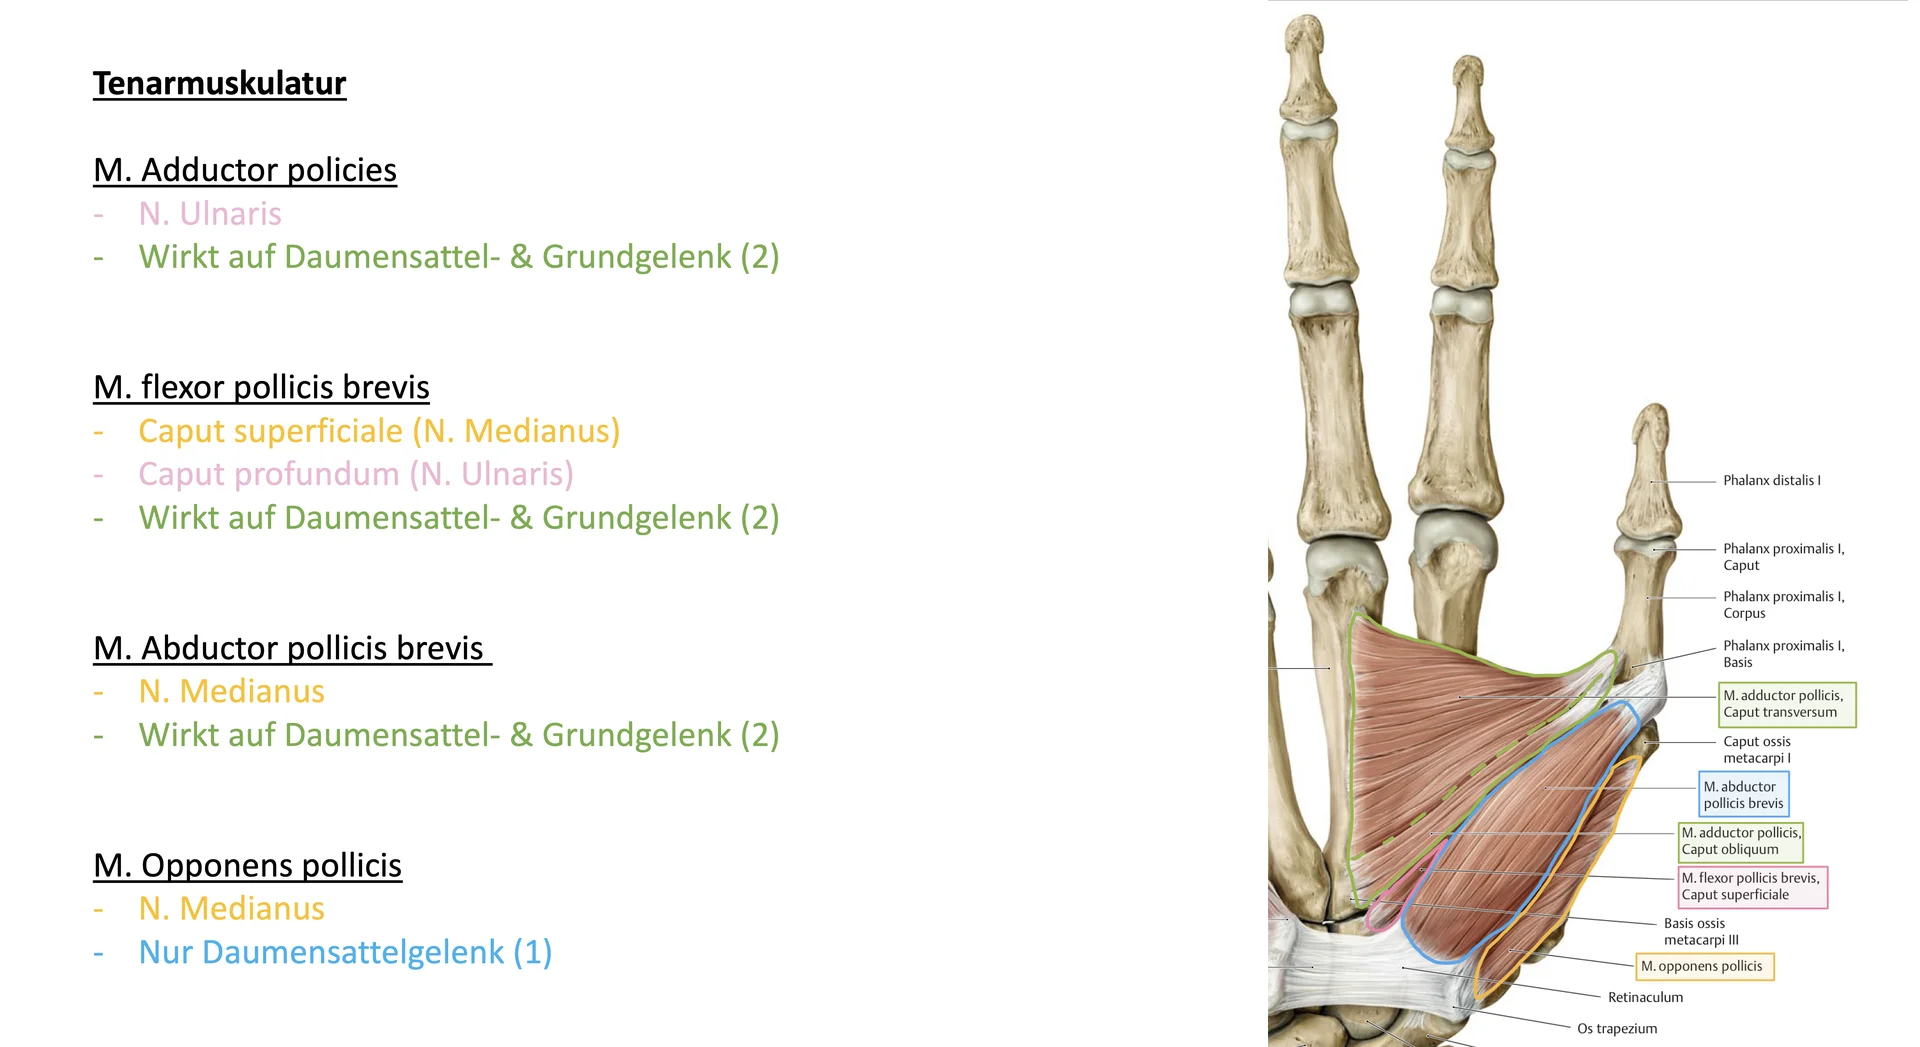 Tenarmuskulatur
M. Adductor policies
- N. Ulnaris
- Wirkt auf Daumensattel- & Grundgelenk (2)
M. flexor pollicis brevis
- Caput superficiale (N. Medianus)
- Caput profundum (N. Ulnaris)
- Wirkt auf Daumensattel- & Grundgelenk (2)
M. Abductor pollicis brevis
- N. Medianus
- Wirkt auf Daumensattel- & Grundgelenk (2)
M. Opponens pollicis
- N. Medianus
- Nur Daumensattelgelenk (1)
Phalanx distalis I
Phalanx proximalis I,
Caput
Phalanx proximalis I,
Corpus
Phalanx proximalis I,
Basis
M. adductor pollicis,
Caput transversum
Caput ossis
metacarpi I
M. abductor
pollicis brevis
M. adductor pollicis,
Caput obliquum
M. flexor pollicis brevis,
Caput superficiale
Basis ossis
metacarpi III
M. opponens pollicis
Retinaculum
Os trapezium